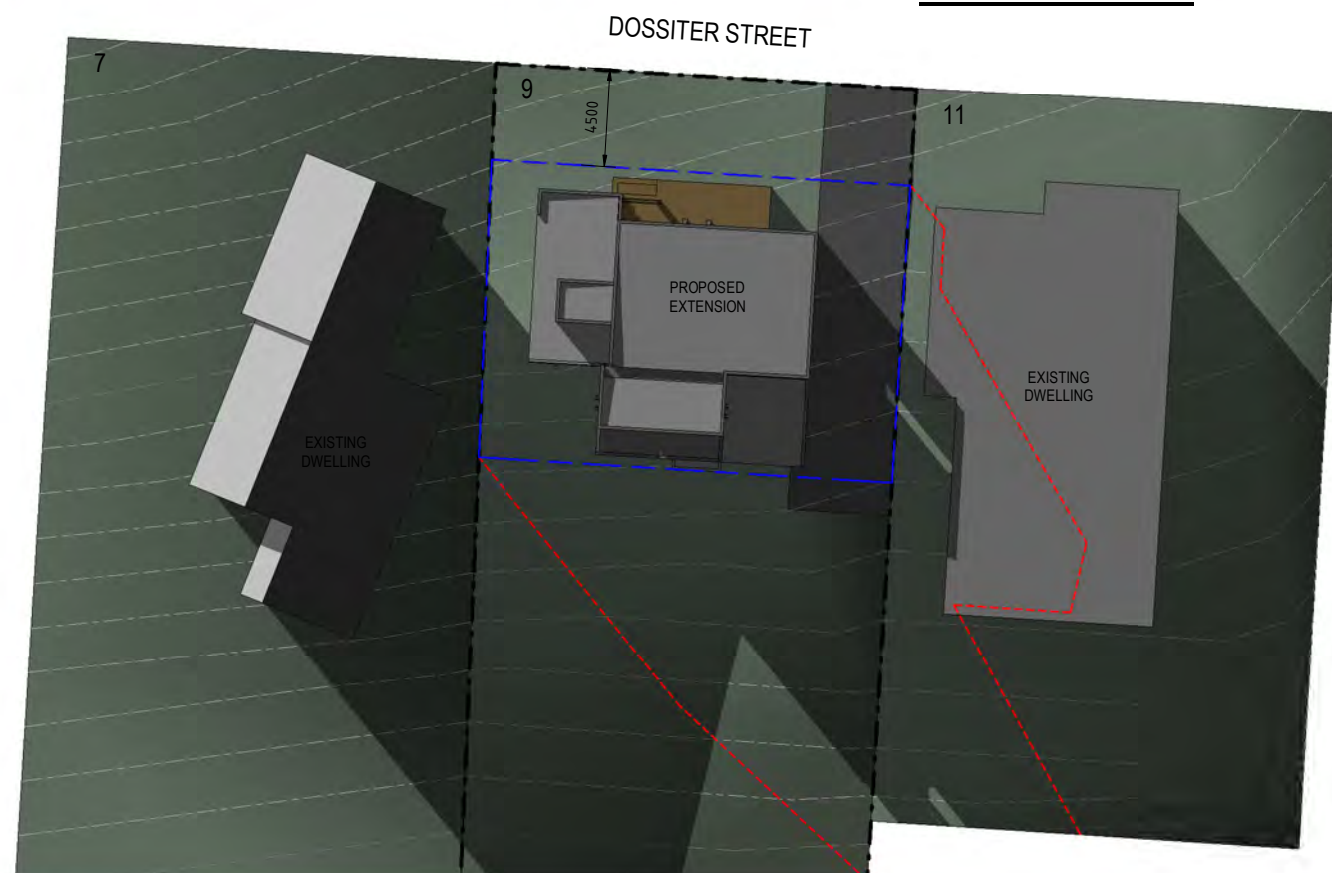 DOSSITER STREET
7
9
11
4500
PROPOSED
EXTENSION
EXISTING
DWELLING
EXISTING
DWELLING